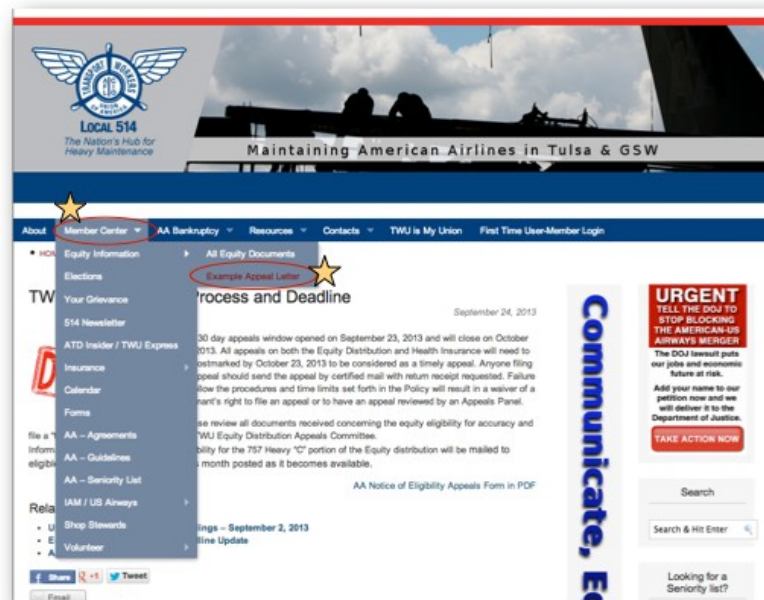 TRANSPORT WORKERS
UNION
OF AMERICA
LOCAL 514
The Nation's Hub for
Heavy Maintenance
Maintaining American Airlines in Tulsa & GSW
About Member Center AA Bankruptcy Resources Contacts TWU is My Union First Time User-Member Login
HOM
Equity Information
All Equity Documents
Elections
Example Appeal Letter
Your Grievance
514 Newsletter
ATD Insider / TWU Express
Insurance
Calendar
Forms
AA – Agreements
AA – Guidelines
AA – Seniority List
IAM / US Airways
Shop Stewards
Volunteer
TW rocess and Deadline
September 24, 2013
30 day appeals window opened on September 23, 2013 and will close on October
2013. All appeals on both the Equity Distribution and Health Insurance will need to
ostmarked by October 23, 2013 to be considered as a timely appeal. Anyone filing
ppeal should send the appeal by certified mail with return receipt requested. Failure
llow the procedures and time limits set forth in the Policy will result in a waiver of a
nant's right to file an appeal or to have an appeal reviewed by an Appeals Panel.
se review all documents received concerning the equity eligibility for accuracy and
file a WU Equity Distribution Appeals Committee.
Inform bility for the 757 Heavy "C" portion of the Equity distribution will be mailed to
eligible month posted as it becomes available.
AA Notice of Eligibility Appeals Form in PDF
Rela
U ings – September 2, 2013
E line Update
A
Share +1 Tweet
Email
Communicate, Ed
URGENT
TELL THE DOJ TO
STOP BLOCKING
THE AMERICAN-US
AIRWAYS MERGER
The DOJ lawsuit puts
our jobs and economic
future at risk.
Add your name to our
petition now and we
will deliver it to the
Department of Justice.
TAKE ACTION NOW
Search
Search & Hit Enter
Looking for a
Seniority list?